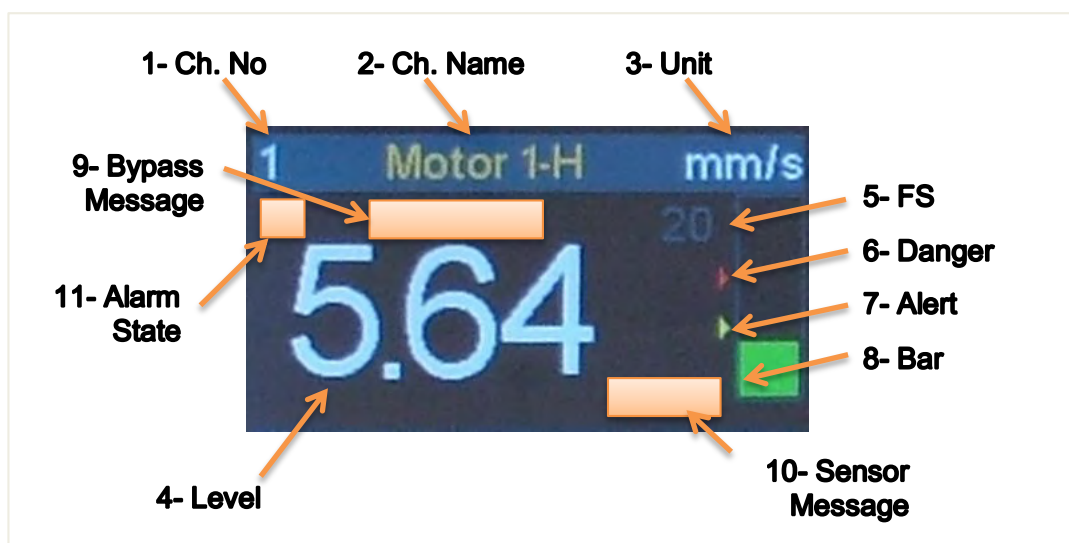 1- Ch. No
2- Ch. Name
3- Unit
9- Bypass
Message
1
Motor 1-H
mm/s
20
5- FS
6- Danger
11- Alarm
State
5.64
7- Alert
8- Bar
4- Level
10- Sensor
Message